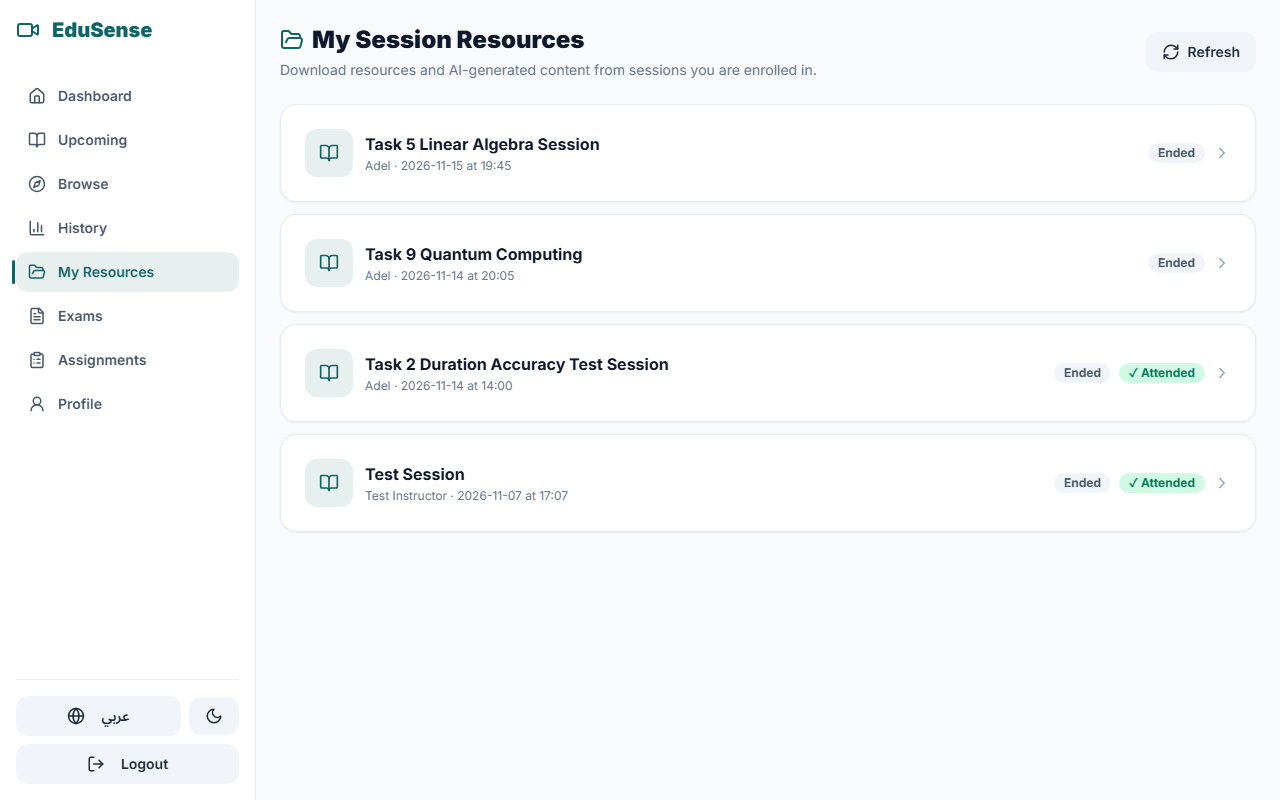 EduSense
Dashboard
Upcoming
Browse
History
My Resources
Exams
Assignments
Profile
عربي
Logout
My Session Resources
Download resources and AI-generated content from sessions you are enrolled in.
Refresh
Task 5 Linear Algebra Session
Adel · 2026-11-15 at 19:45
Ended
Task 9 Quantum Computing
Adel · 2026-11-14 at 20:05
Ended
Task 2 Duration Accuracy Test Session
Adel · 2026-11-14 at 14:00
Ended
✓ Attended
Test Session
Test Instructor · 2026-11-07 at 17:07
Ended
✓ Attended